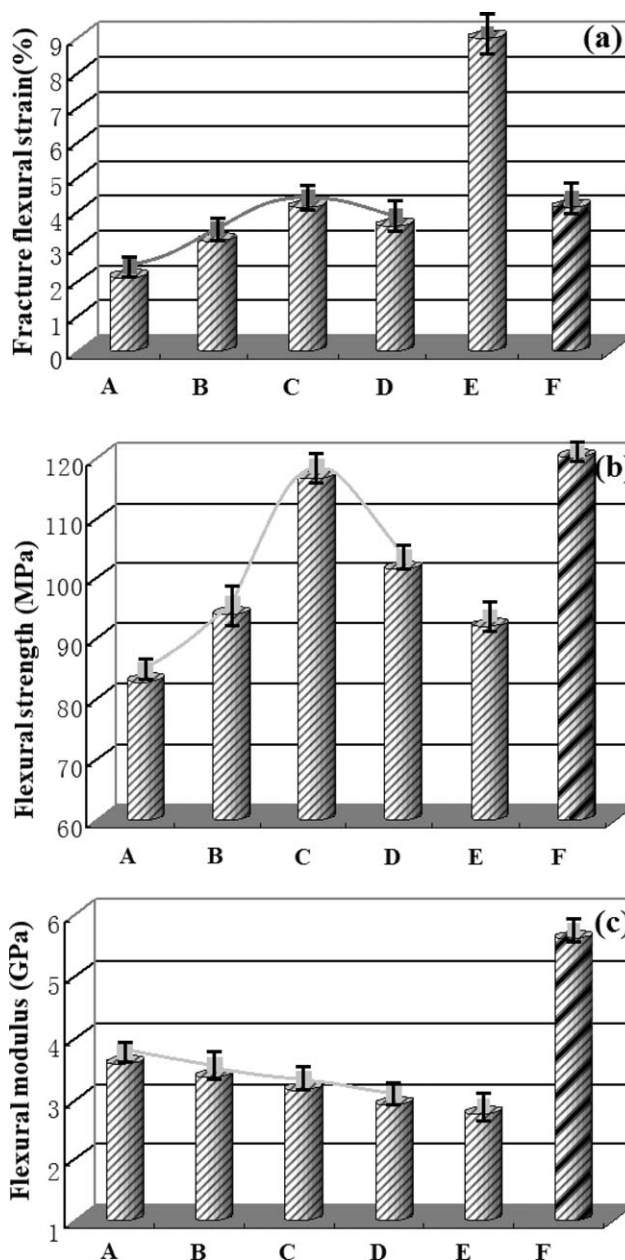 (a)
Fracture flexural strain(%)
9
8
7
6
5
4
3
2
1
0
A B C D E F
(b)
Flexural strength (MPa)
120
110
100
90
80
70
60
A B C D E F
(c)
Flexural modulus (GPa)
6
5
4
3
2
1
A B C D E F